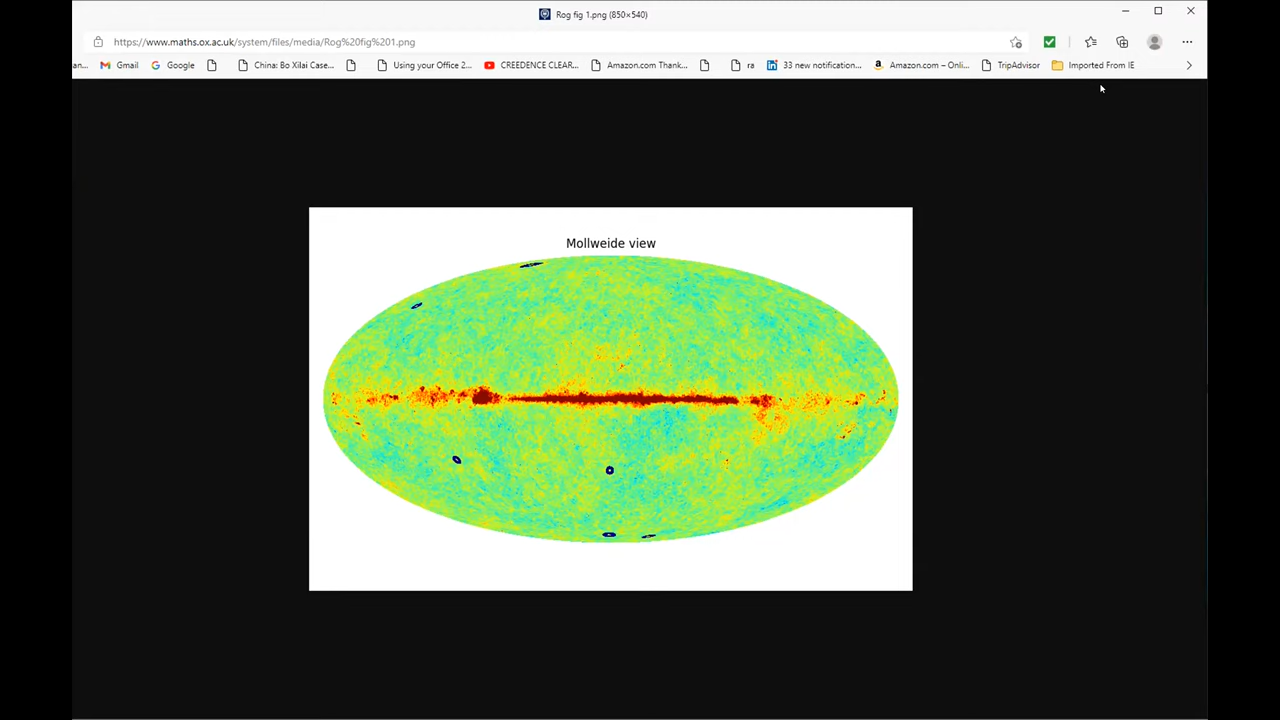 Rog fig 1.png (850×540)
https://www.maths.ox.ac.uk/system/files/media/Rog%20fig%201.png
an... Gmail Google China: Bo Xilai Case... Using your Office 2... CREEDENCE CLEAR... Amazon.com Thank... ra 33 new notification... Amazon.com – Onli... TripAdvisor Imported From IE
Mollweide view